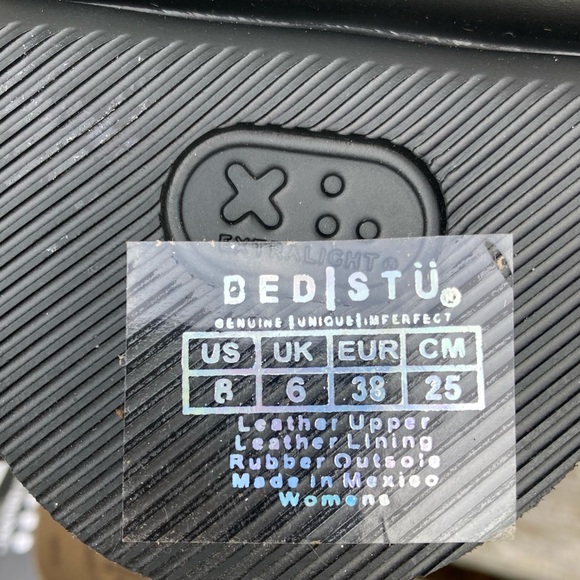 EXTRALIGHT®
BED|STÜ®
GENUINE|UNIQUE|IMPERFECT
US UK EUR CM
8 6 38 25
Leather Upper
Leather Lining
Rubber Outsole
Made in Mexico
Womens